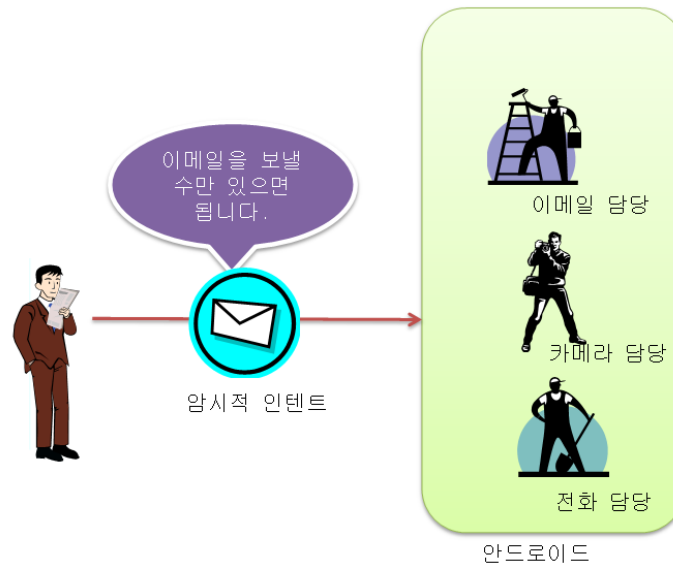 이메일을 보낼
수만 있으면
됩니다.
암시적 인텐트
이메일 담당
카메라 담당
전화 담당
안드로이드